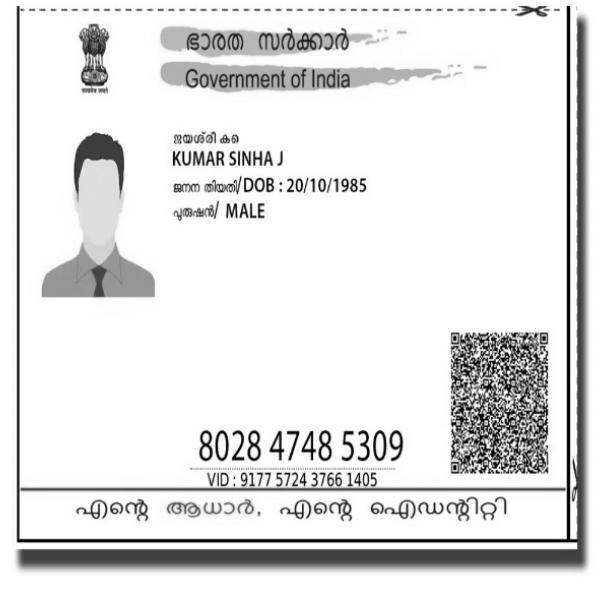 सत्यमेव जयते
ഭാരത സർക്കാർ
Government of India
ജയശ്രീ കെ
KUMAR SINHA J
ജനന തിയതി/DOB : 20/10/1985
പുരുഷൻ/ MALE
8028 4748 5309
VID : 9177 5724 3766 1405
എന്റെ ആധാർ, എന്റെ ഐഡന്റിറ്റി